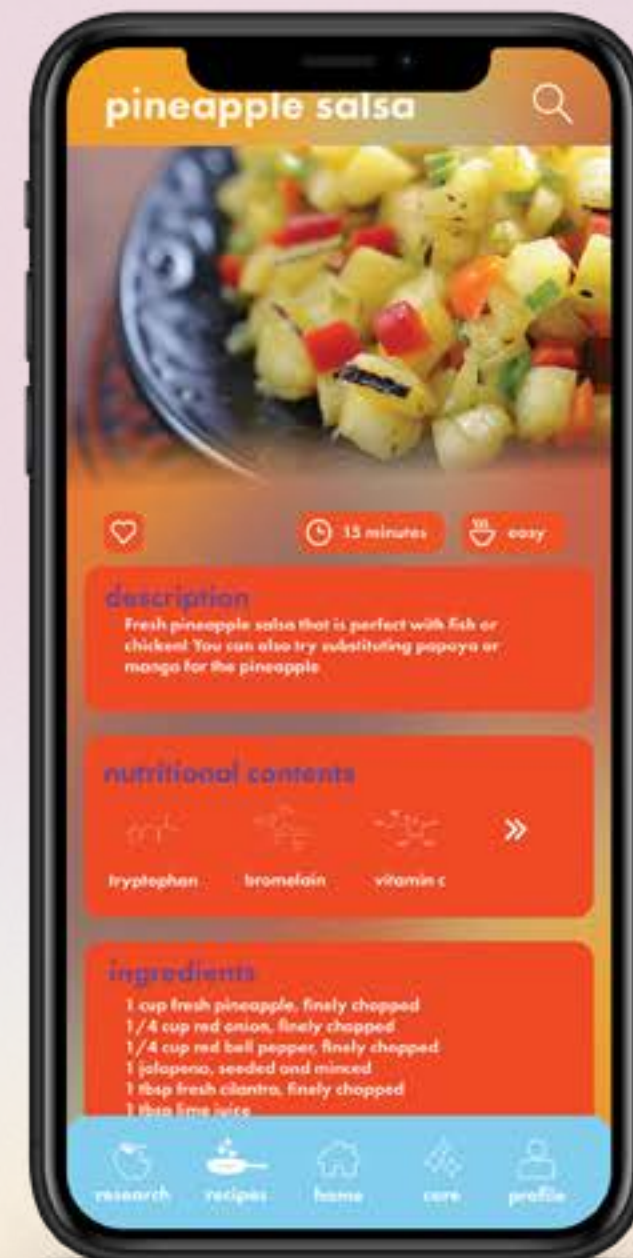 pineapple salsa
15 minutes
easy
description
Fresh pineapple salsa that is perfect with fish or
chicken! You can also try substituting papaya or
mango for the pineapple
nutritional contents
tryptophan
bromelain
vitamin c
ingredients
1 cup fresh pineapple, finely chopped
1/4 cup red onion, finely chopped
1/4 cup red bell pepper, finely chopped
1 jalapeno, seeded and minced
1 tbsp fresh cilantro, finely chopped
1 tbsp lime juice
research
recipes
home
care
profile